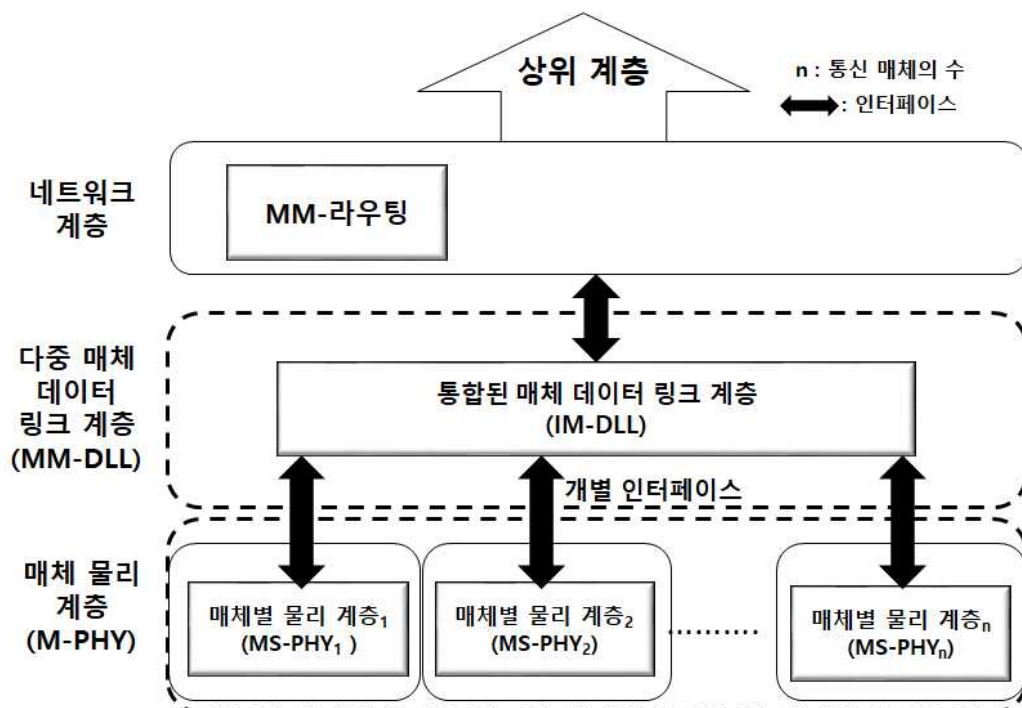 상위 계층
n : 통신 매체의 수
: 인터페이스
네트워크
계층
MM-라우팅
다중 매체
데이터
링크 계층
(MM-DLL)
통합된 매체 데이터 링크 계층
(IM-DLL)
개별 인터페이스
매체 물리
계층
(M-PHY)
매체별 물리 계층₁
(MS-PHY₁ )
매체별 물리 계층₂
(MS-PHY₂)
..........
매체별 물리 계층ₙ
(MS-PHYₙ)